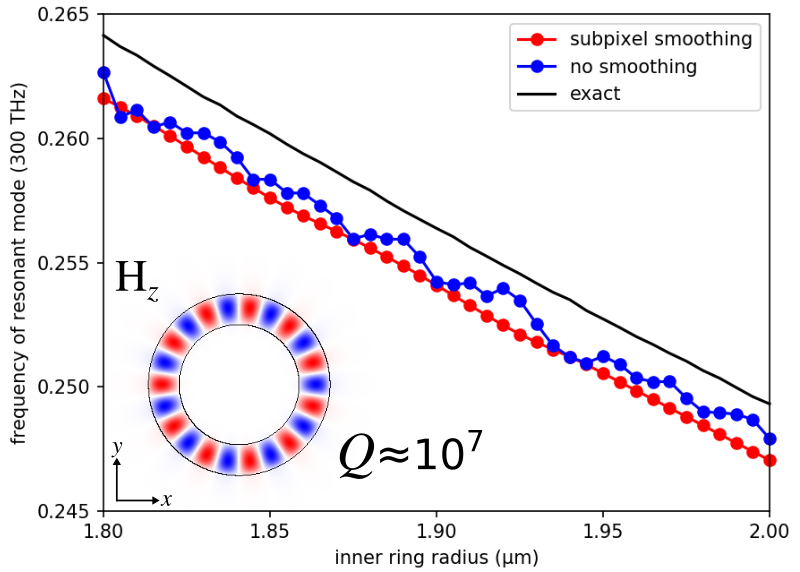 0.265
0.260
0.255
0.250
0.245
frequency of resonant mode (300 THz)
subpixel smoothing
no smoothing
exact
Hz
Q≈10⁷
y
x
1.80
1.85
1.90
1.95
2.00
inner ring radius (μm)